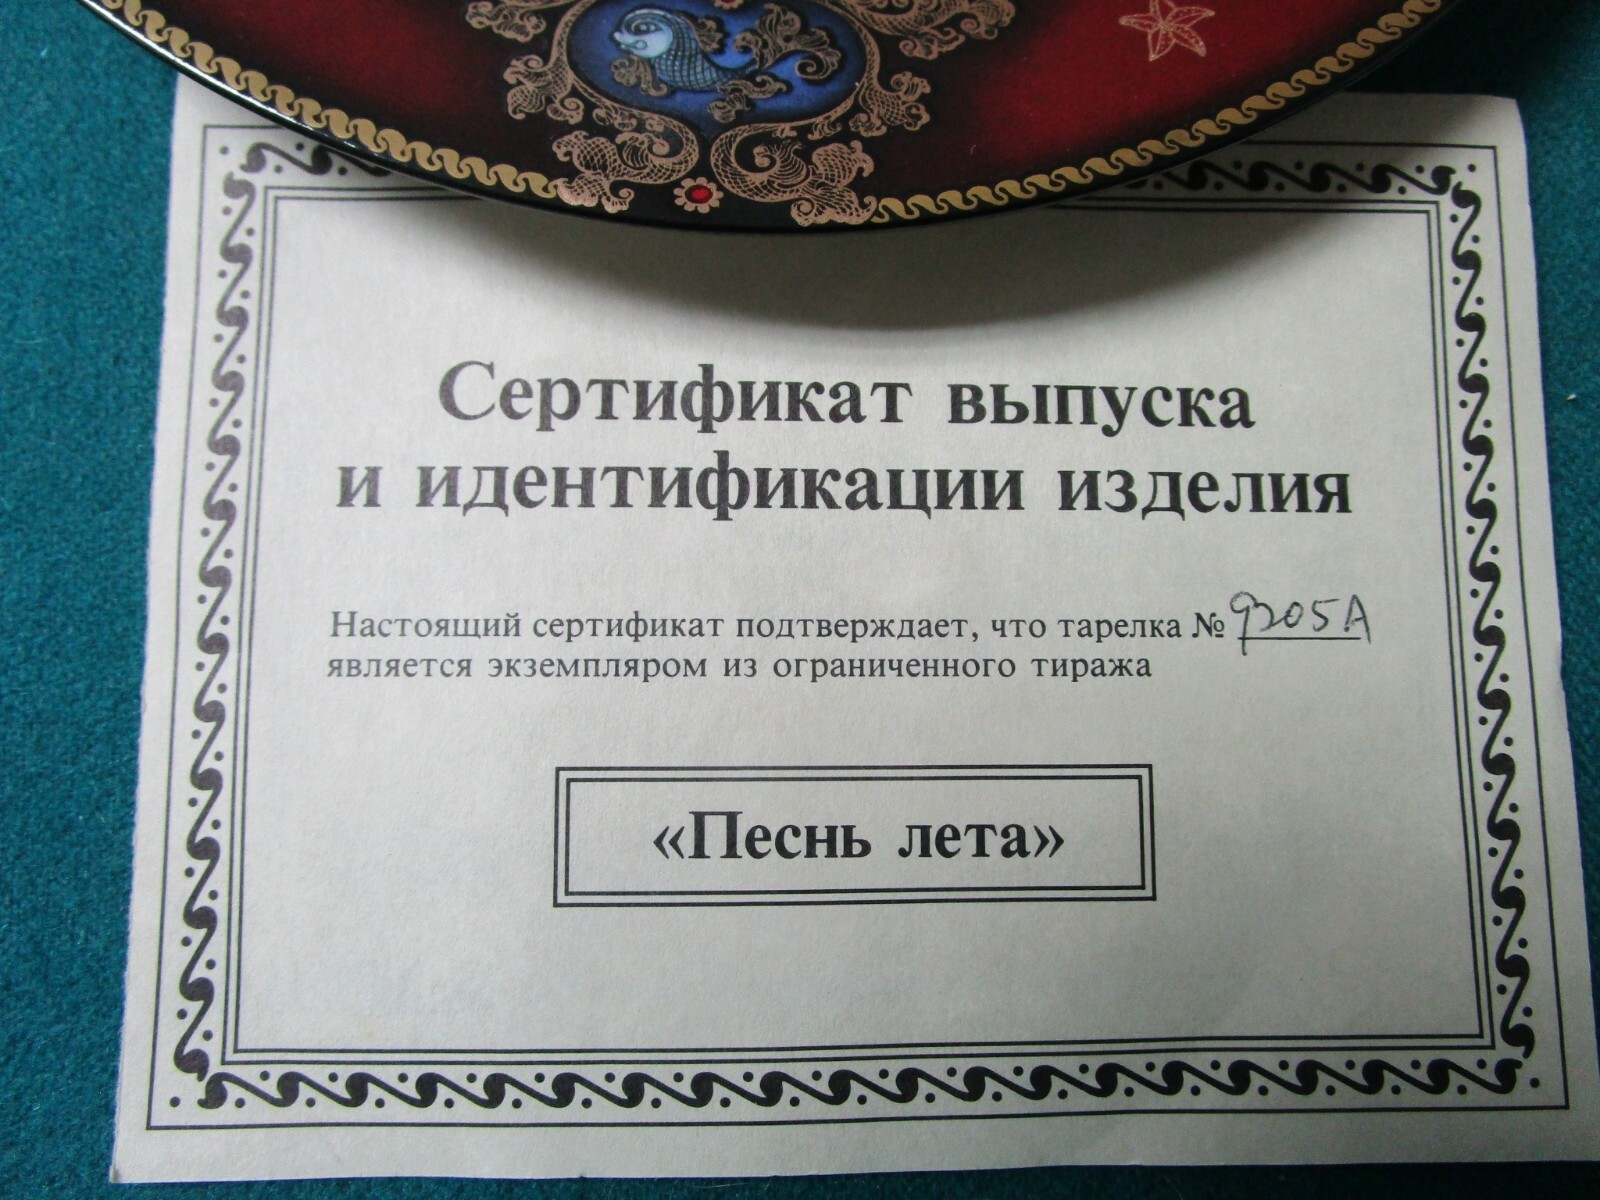 Сертификат выпуска
и идентификации изделия
Настоящий сертификат подтверждает, что тарелка № 9205А
является экземпляром из ограниченного тиража
«Песнь лета»